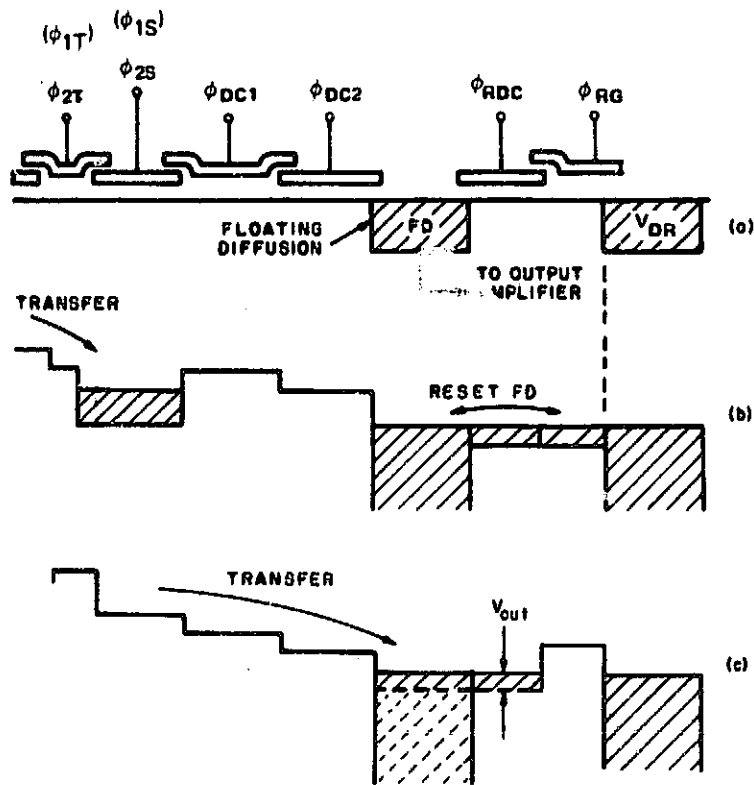 (ϕ1T) (ϕ1S)
ϕ2T ϕ2S ϕDC1 ϕDC2 ϕRDC ϕRG
FLOATING
DIFFUSION
FD
VDR
(a)
TO OUTPUT
MPLIFIER
TRANSFER
RESET FD
(b)
TRANSFER
Vout
(c)